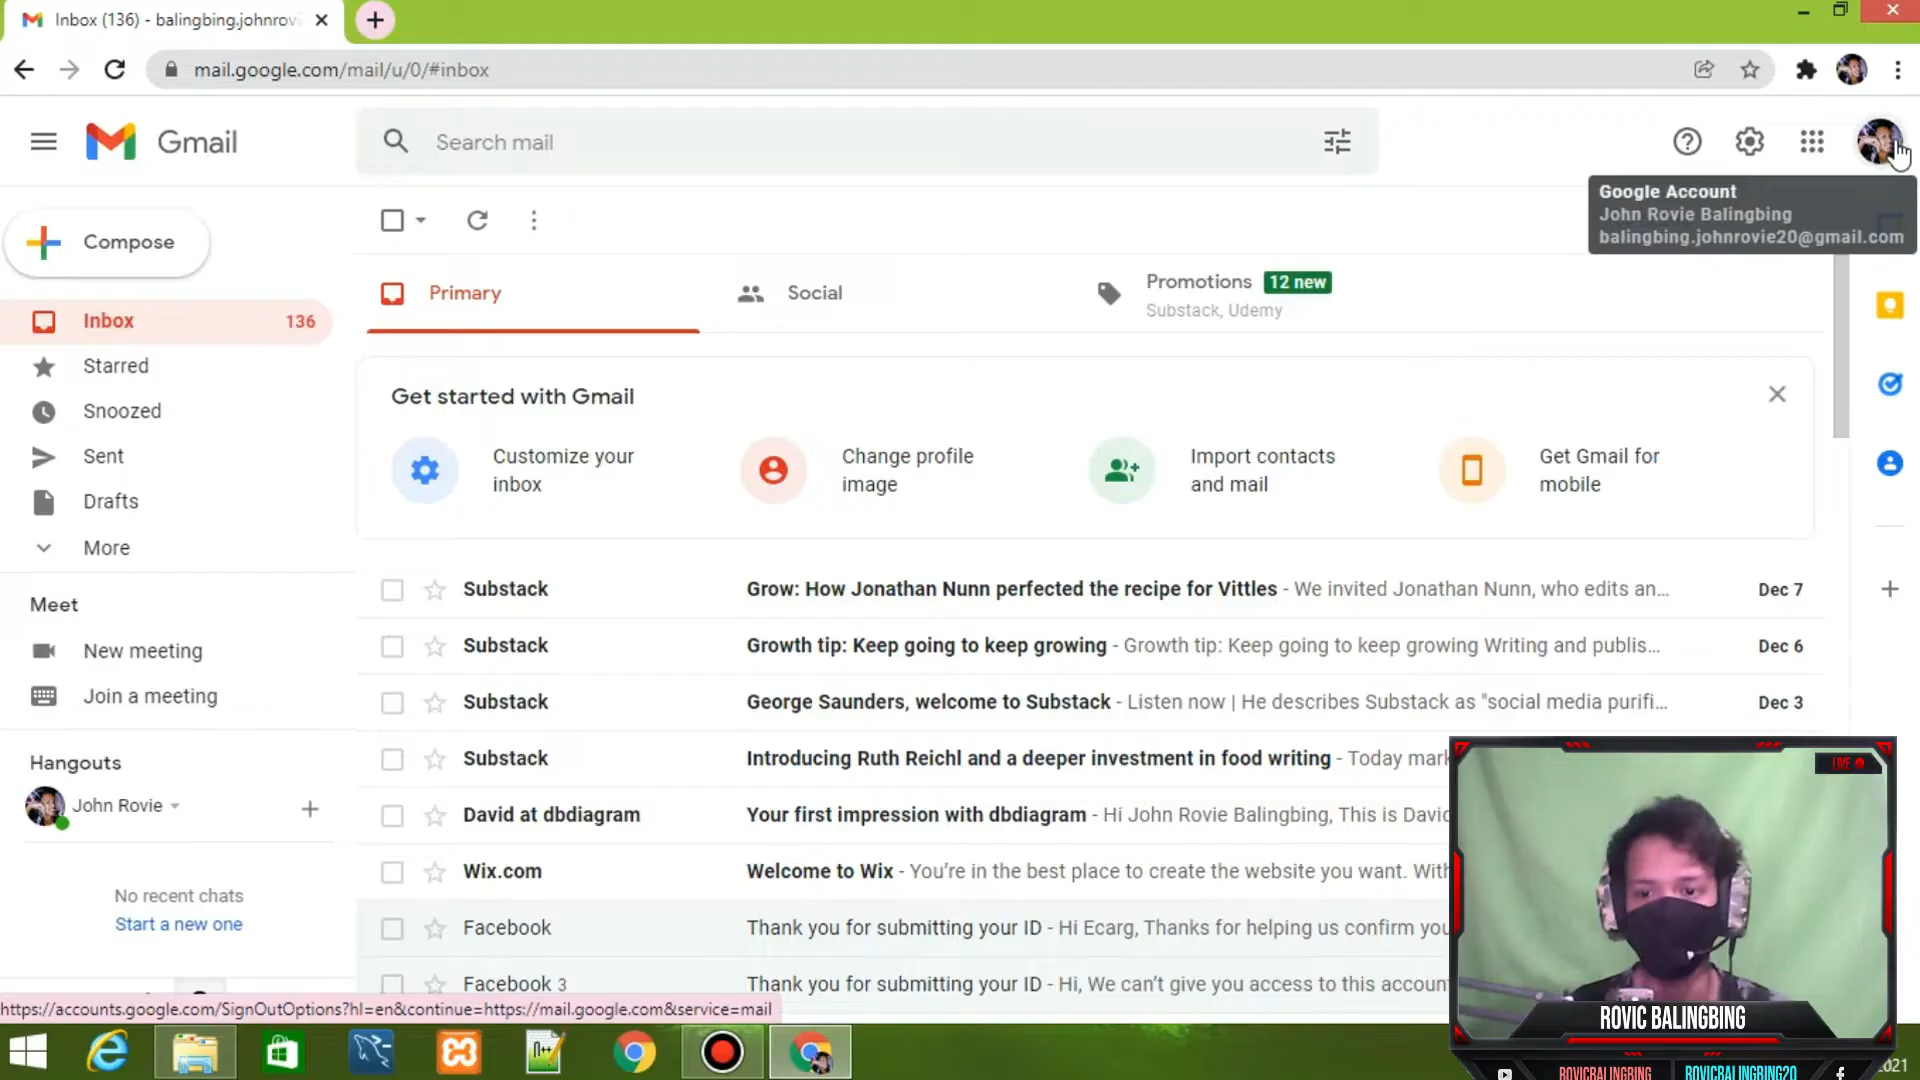 Inbox (136) - balingbing.johnrovi
mail.google.com/mail/u/0/#inbox
Gmail
Search mail
Google Account
John Rovie Balingbing
balingbing.johnrovie20@gmail.com
Compose
Inbox 136
Starred
Snoozed
Sent
Drafts
More
Meet
New meeting
Join a meeting
Hangouts
John Rovie
No recent chats
Start a new one
Primary
Social
Promotions 12 new
Substack, Udemy
Get started with Gmail
Customize your
inbox
Change profile
image
Import contacts
and mail
Get Gmail for
mobile
Substack Grow: How Jonathan Nunn perfected the recipe for Vittles - We invited Jonathan Nunn, who edits an... Dec 7
Substack Growth tip: Keep going to keep growing - Growth tip: Keep going to keep growing Writing and publis... Dec 6
Substack George Saunders, welcome to Substack - Listen now | He describes Substack as "social media purifi... Dec 3
Substack Introducing Ruth Reichl and a deeper investment in food writing - Today mark
David at dbdiagram Your first impression with dbdiagram - Hi John Rovie Balingbing, This is David
Wix.com Welcome to Wix - You're in the best place to create the website you want. With
Facebook Thank you for submitting your ID - Hi Ecarg, Thanks for helping us confirm you
Facebook 3 Thank you for submitting your ID - Hi, We can't give you access to this account
https://accounts.google.com/SignOutOptions?hl=en&continue=https://mail.google.com&service=mail
LIVE
ROVIC BALINGBING
ROVICBALINGBING
ROVICBALINGBING20
N++
2021